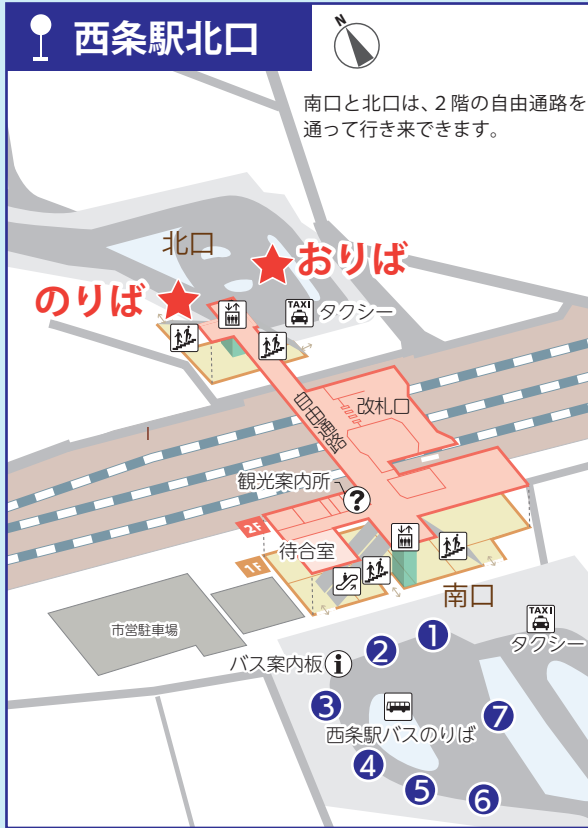 西条駅北口
N
南口と北口は、2階の自由通路を
通って行き来できます。
北口
おりば
のりば
TAXI
タクシー
自由通路
改札口
観光案内所
?
2F
待合室
1F
南口
市営駐車場
TAXI
タクシー
バス案内板
i
1
2
3
西条駅バスのりば
7
4
5
6